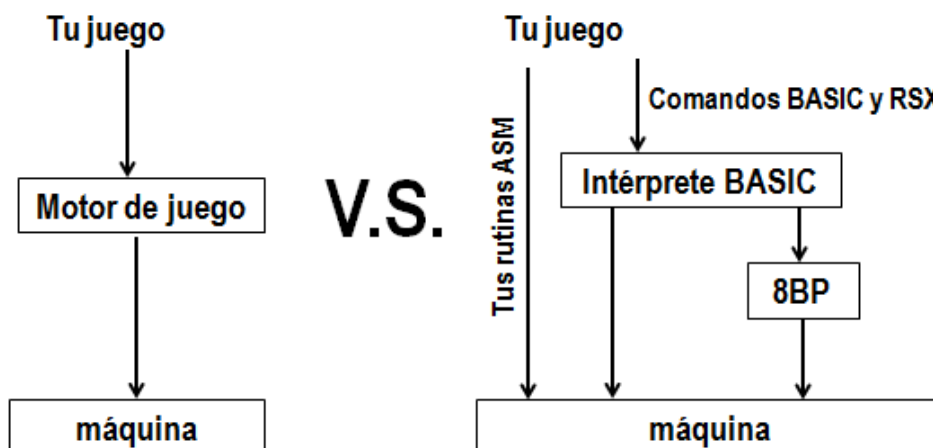 Tu juego
Motor de juego
máquina
V.S.
Tu juego
Comandos BASIC y RSX
Tus rutinas ASM
Intérprete BASIC
8BP
máquina